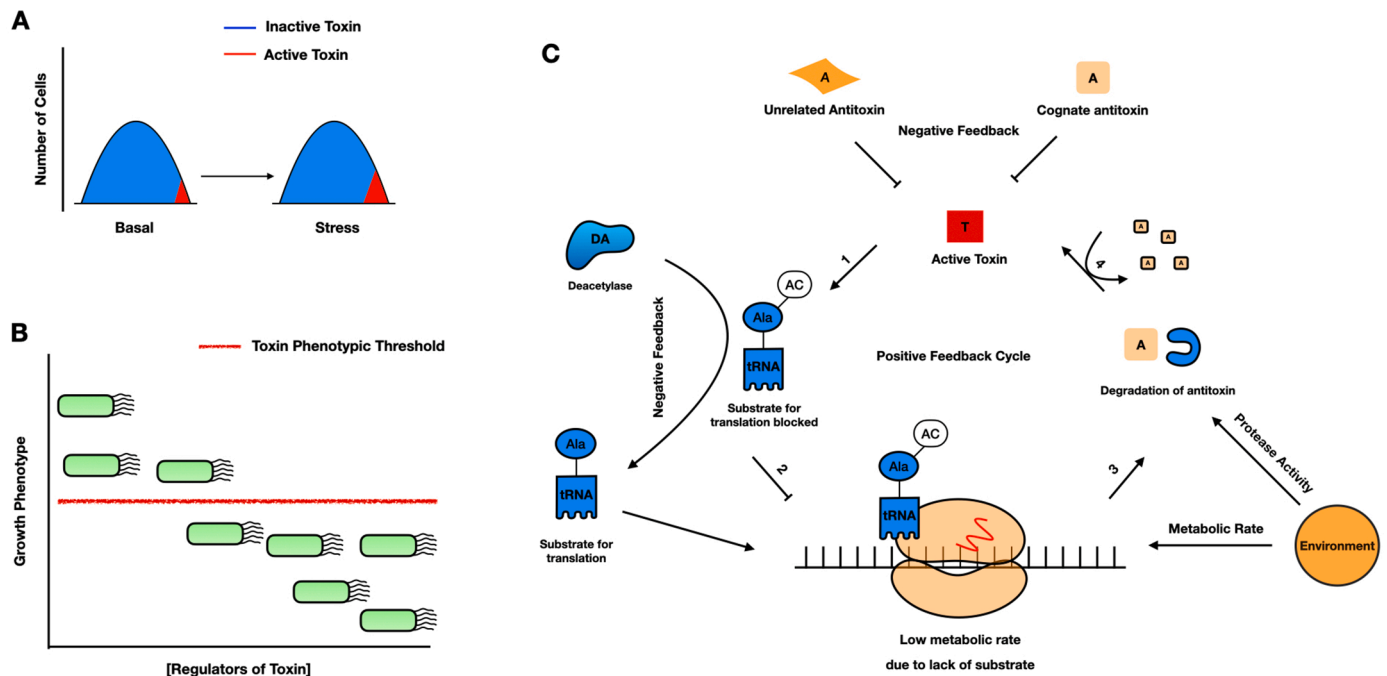 A
Inactive Toxin
Active Toxin
Number of Cells
Basal
Stress
B
Toxin Phenotypic Threshold
Growth Phenotype
[Regulators of Toxin]
C
A
Unrelated Antitoxin
A
Cognate antitoxin
Negative Feedback
T
Active Toxin
DA
Deacetylase
Negative Feedback
1
AC
Ala
tRNA
Substrate for
translation blocked
Positive Feedback Cycle
4
A
A
A
A
A
Degradation of antitoxin
Ala
tRNA
Substrate for
translation
2
AC
Ala
tRNA
3
Protease Activity
Metabolic Rate
Environment
Low metabolic rate
due to lack of substrate